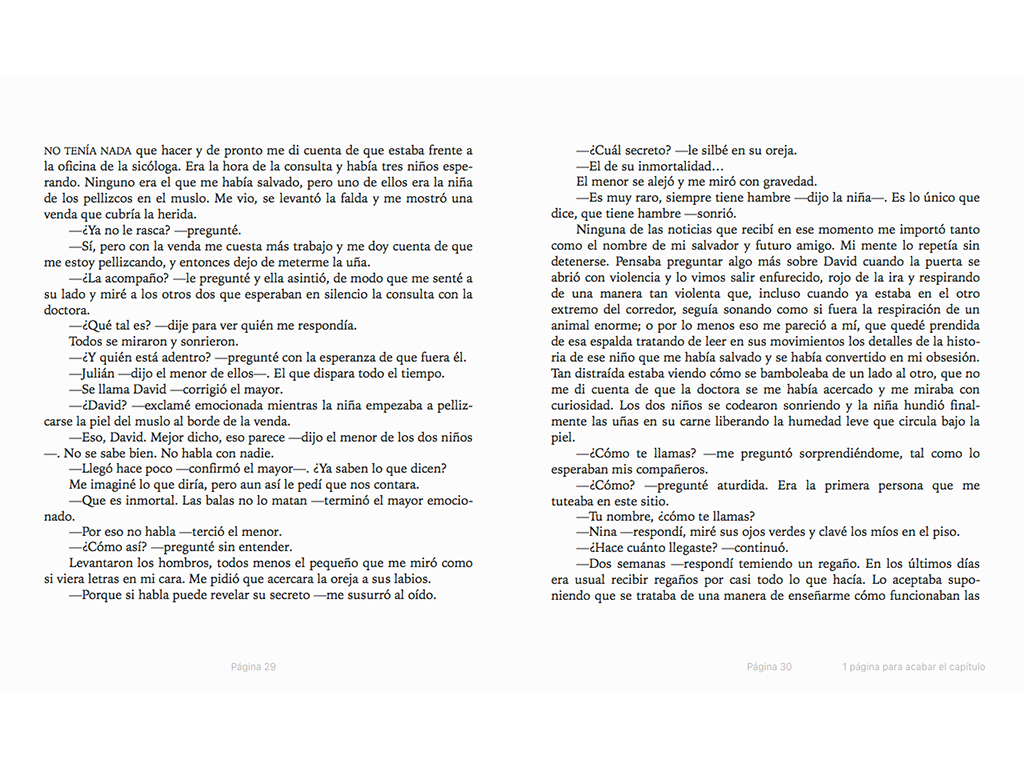 NO TENÍA NADA que hacer y de pronto me di cuenta de que estaba frente a
la oficina de la sicóloga. Era la hora de la consulta y había tres niños espe-
rando. Ninguno era el que me había salvado, pero uno de ellos era la niña
de los pellizcos en el muslo. Me vio, se levantó la falda y me mostró una
venda que cubría la herida.
—¿Ya no le rasca? —pregunté.
—Sí, pero con la venda me cuesta más trabajo y me doy cuenta de que
me estoy pellizcando, y entonces dejo de meterme la uña.
—¿La acompaño? —le pregunté y ella asintió, de modo que me senté a
su lado y miré a los otros dos que esperaban en silencio la consulta con la
doctora.
—¿Qué tal es? —dije para ver quién me respondía.
Todos se miraron y sonrieron.
—¿Y quién está adentro? —pregunté con la esperanza de que fuera él.
—Julián —dijo el menor de ellos—. El que dispara todo el tiempo.
—Se llama David —corrigió el mayor.
—¿David? —exclamé emocionada mientras la niña empezaba a pelliz-
carse la piel del muslo al borde de la venda.
—Eso, David. Mejor dicho, eso parece —dijo el menor de los dos niños
—. No se sabe bien. No habla con nadie.
—Llegó hace poco —confirmó el mayor—. ¿Ya saben lo que dicen?
Me imaginé lo que diría, pero aun así le pedí que nos contara.
—Que es inmortal. Las balas no lo matan —terminó el mayor emocio-
nado.
—Por eso no habla —terció el menor.
—¿Cómo así? —pregunté sin entender.
Levantaron los hombros, todos menos el pequeño que me miró como
si viera letras en mi cara. Me pidió que acercara la oreja a sus labios.
—Porque si habla puede revelar su secreto —me susurró al oído.
Página 29
—¿Cuál secreto? —le silbé en su oreja.
—El de su inmortalidad…
El menor se alejó y me miró con gravedad.
—Es muy raro, siempre tiene hambre —dijo la niña—. Es lo único que
dice, que tiene hambre —sonrió.
Ninguna de las noticias que recibí en ese momento me importó tanto
como el nombre de mi salvador y futuro amigo. Mi mente lo repetía sin
detenerse. Pensaba preguntar algo más sobre David cuando la puerta se
abrió con violencia y lo vimos salir enfurecido, rojo de la ira y respirando
de una manera tan violenta que, incluso cuando ya estaba en el otro
extremo del corredor, seguía sonando como si fuera la respiración de un
animal enorme; o por lo menos eso me pareció a mí, que quedé prendida
de esa espalda tratando de leer en sus movimientos los detalles de la histo-
ria de ese niño que me había salvado y se había convertido en mi obsesión.
Tan distraída estaba viendo cómo se bamboleaba de un lado al otro, que no
me di cuenta de que la doctora se me había acercado y me miraba con
curiosidad. Los dos niños se codearon sonriendo y la niña hundió final-
mente las uñas en su carne liberando la humedad leve que circula bajo la
piel.
—¿Cómo te llamas? —me preguntó sorprendiéndome, tal como lo
esperaban mis compañeros.
—¿Cómo? —pregunté aturdida. Era la primera persona que me
tuteaba en este sitio.
—Tu nombre, ¿cómo te llamas?
—Nina —respondí, miré sus ojos verdes y clavé los míos en el piso.
—¿Hace cuánto llegaste? —continuó.
—Dos semanas —respondí temiendo un regaño. En los últimos días
era usual recibir regaños por casi todo lo que hacía. Lo aceptaba supo-
niendo que se trataba de una manera de enseñarme cómo funcionaban las
Página 30
1 página para acabar el capítulo